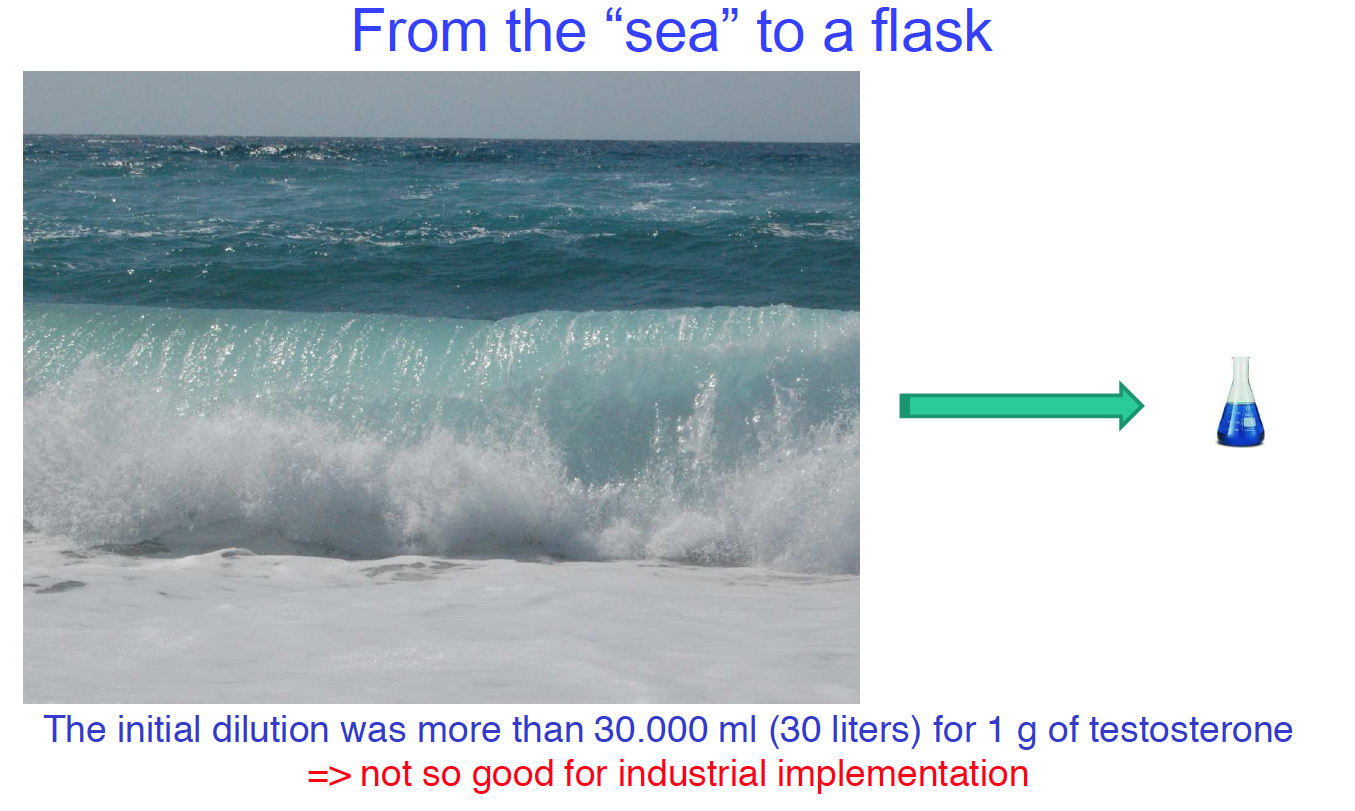 From the “sea” to a flask
The initial dilution was more than 30.000 ml (30 liters) for 1 g of testosterone
=> not so good for industrial implementation